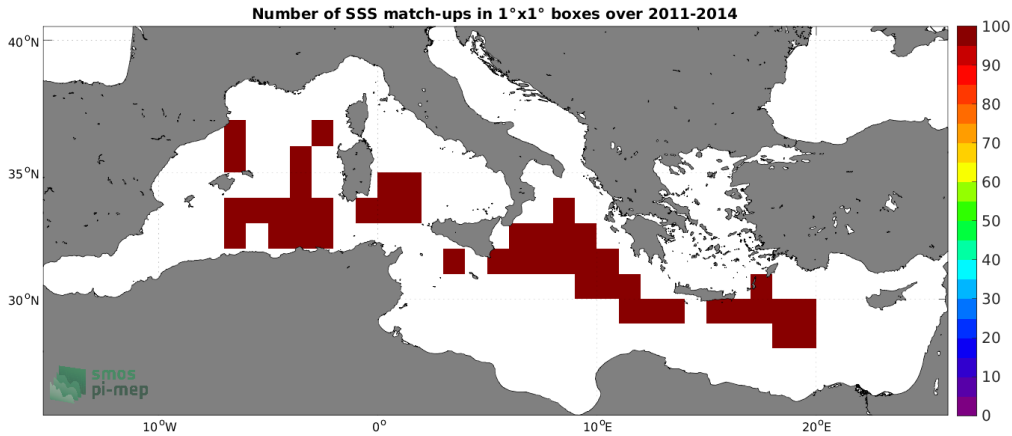 Number of SSS match-ups in 1°x1° boxes over 2011-2014
40°N
35°N
30°N
10°W
0°
10°E
20°E
100
90
80
70
60
50
40
30
20
10
0
smos
pi-mep